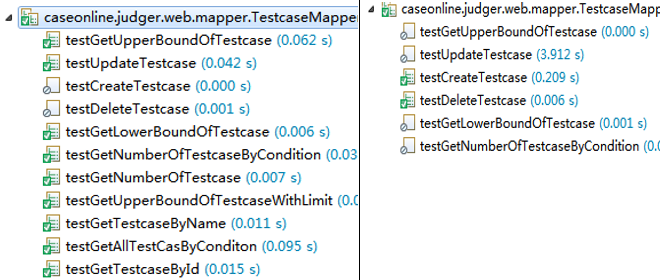 caseonline.judger.web.mapper.TestcaseMapper
testGetUpperBoundOfTestcase (0.062 s)
testUpdateTestcase (0.042 s)
testCreateTestcase (0.000 s)
testDeleteTestcase (0.001 s)
testGetLowerBoundOfTestcase (0.006 s)
testGetNumberOfTestcaseByCondition (0.03
testGetNumberOfTestcase (0.007 s)
testGetUpperBoundOfTestcaseWithLimit (0.0
testGetTestcaseByName (0.011 s)
testGetAllTestCasByConditon (0.095 s)
testGetTestcaseById (0.015 s)
caseonline.judger.web.mapper.TestcaseMapp
testGetUpperBoundOfTestcase (0.000 s)
testUpdateTestcase (3.912 s)
testCreateTestcase (0.209 s)
testDeleteTestcase (0.006 s)
testGetLowerBoundOfTestcase (0.001 s)
testGetNumberOfTestcaseByCondition (0.0